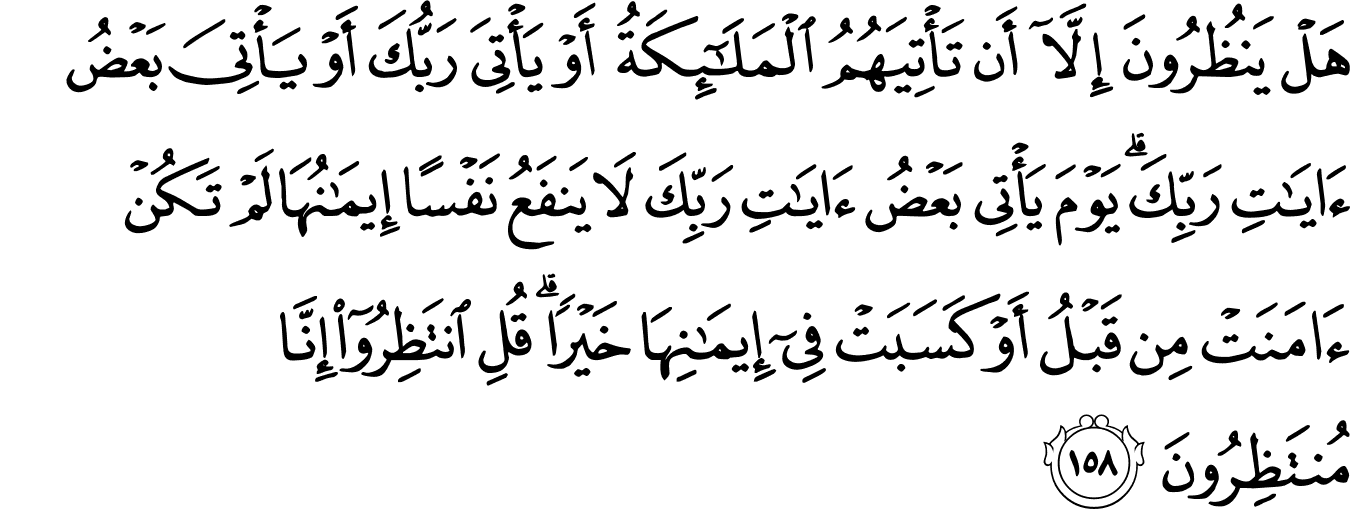 هَلْ يَنظُرُونَ إِلَّآ أَن تَأْتِيَهُمُ ٱلْمَلَٰٓئِكَةُ أَوْ يَأْتِىَ رَبُّكَ أَوْ يَأْتِىَ بَعْضُ
ءَايَٰتِ رَبِّكَ ۗ يَوْمَ يَأْتِى بَعْضُ ءَايَٰتِ رَبِّكَ لَا يَنفَعُ نَفْسًا إِيمَٰنُهَا لَمْ تَكُنْ
ءَامَنَتْ مِن قَبْلُ أَوْ كَسَبَتْ فِىٓ إِيمَٰنِهَا خَيْرًا ۗ قُلِ ٱنتَظِرُوٓا۟ إِنَّا
مُنتَظِرُونَ ١٥٨